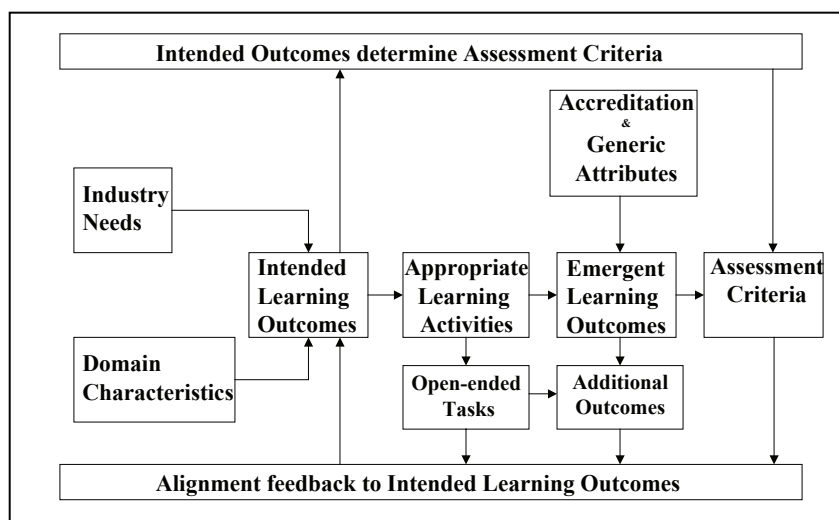 Intended Outcomes determine Assessment Criteria
Accreditation
&
Generic
Attributes
Industry
Needs
Intended
Learning
Outcomes
Appropriate
Learning
Activities
Emergent
Learning
Outcomes
Assessment
Criteria
Domain
Characteristics
Open-ended
Tasks
Additional
Outcomes
Alignment feedback to Intended Learning Outcomes